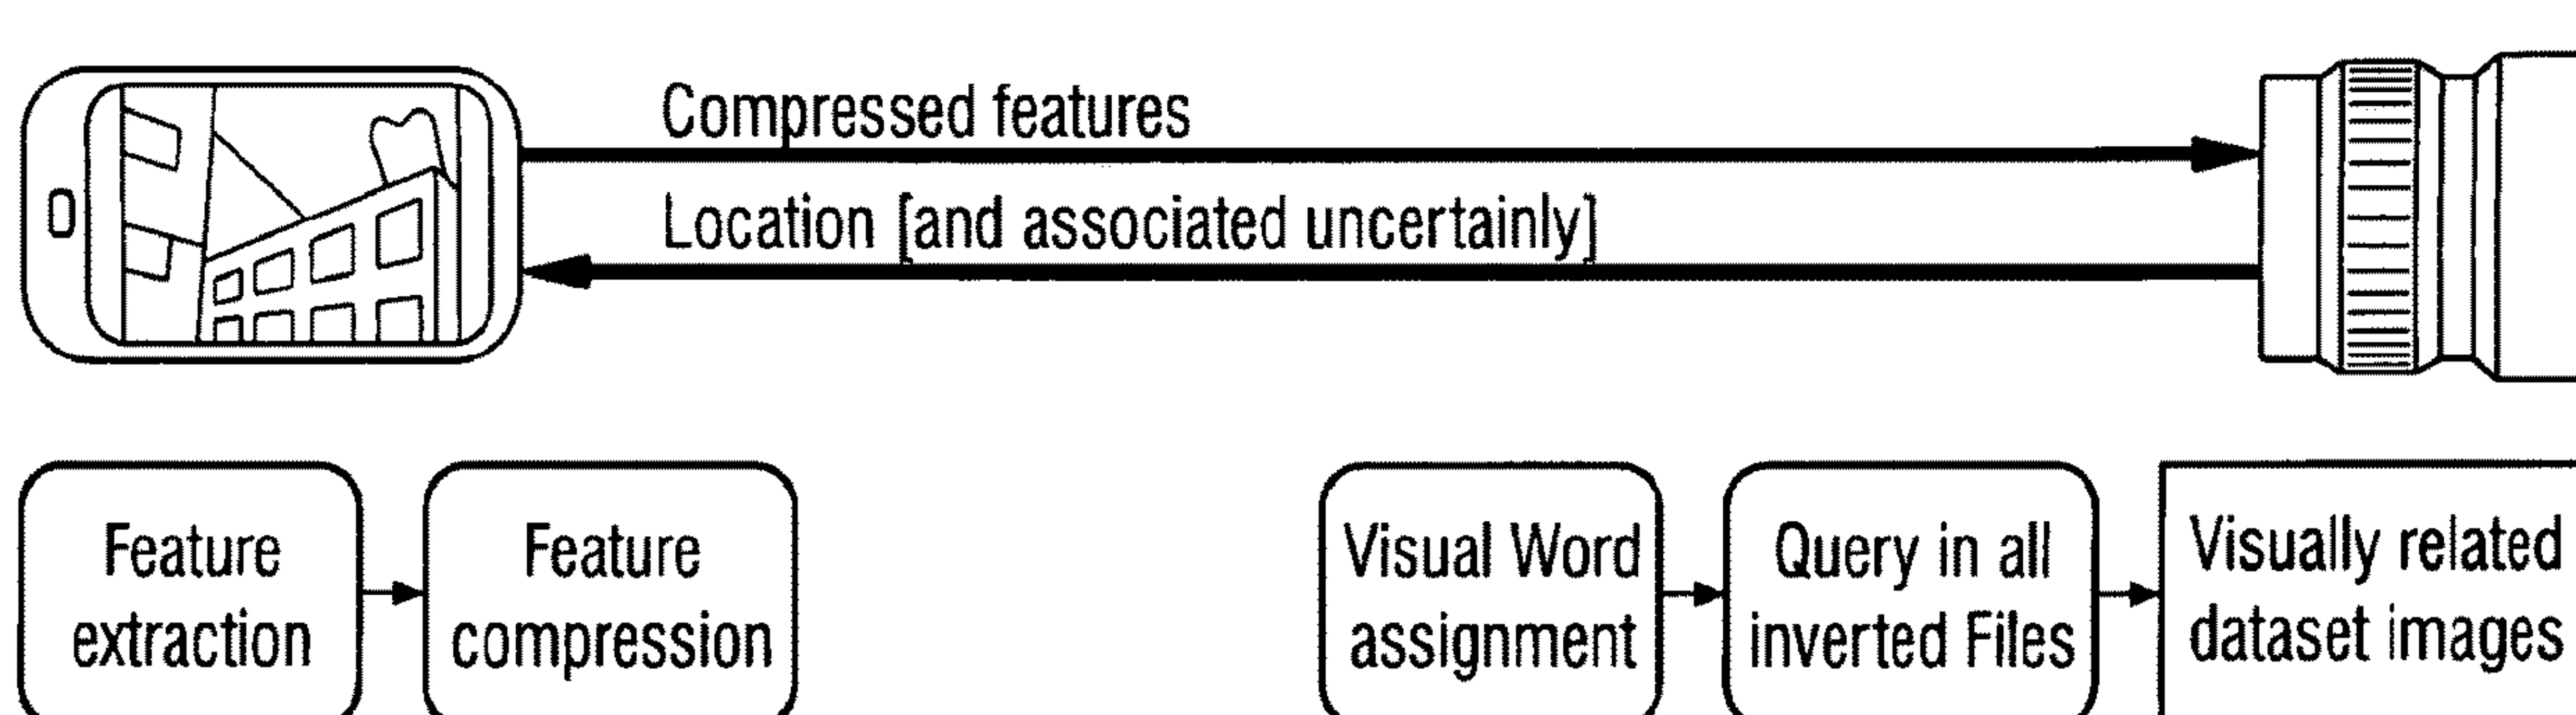 Compressed features
Location [and associated uncertainly]
Feature
extraction
Feature
compression
Visual Word
assignment
Query in all
inverted Files
Visually related
dataset images